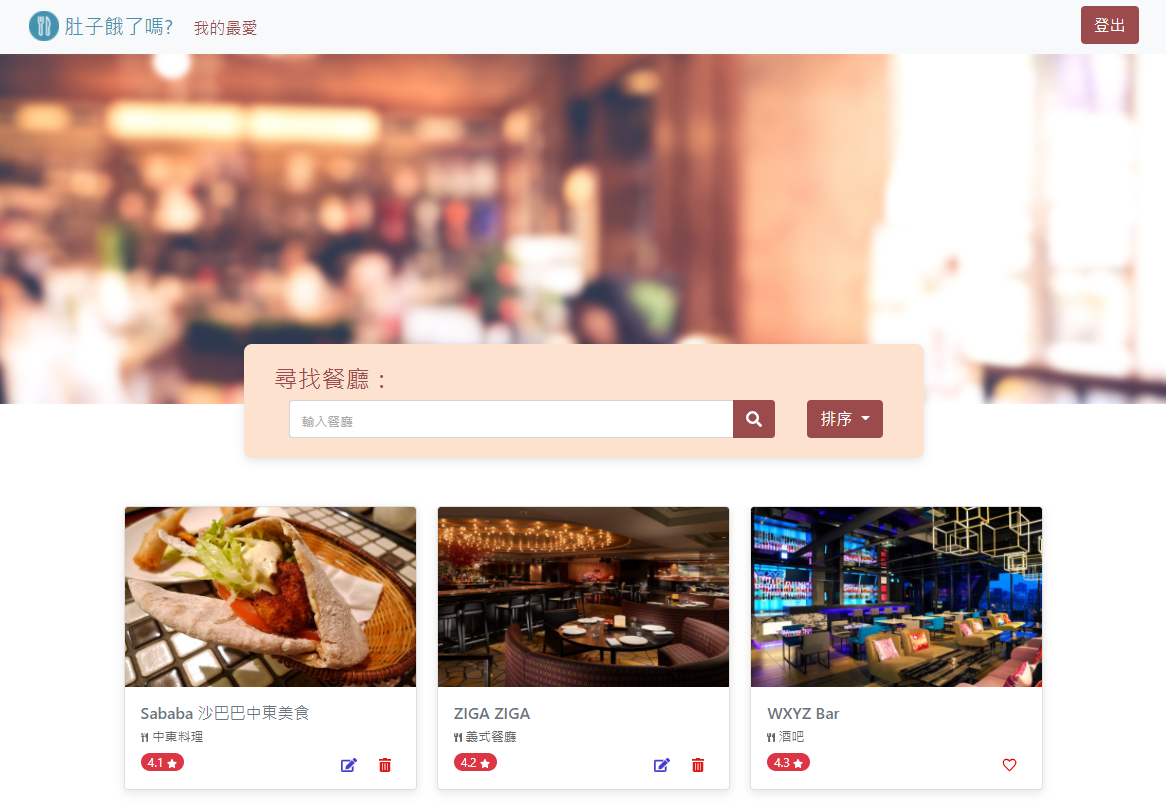 肚子餓了嗎?
我的最愛
登出
尋找餐廳：
輸入餐廳
排序
Sababa 沙巴巴中東美食
中東料理
4.1
ZIGA ZIGA
義式餐廳
4.2
WXYZ Bar
酒吧
4.3